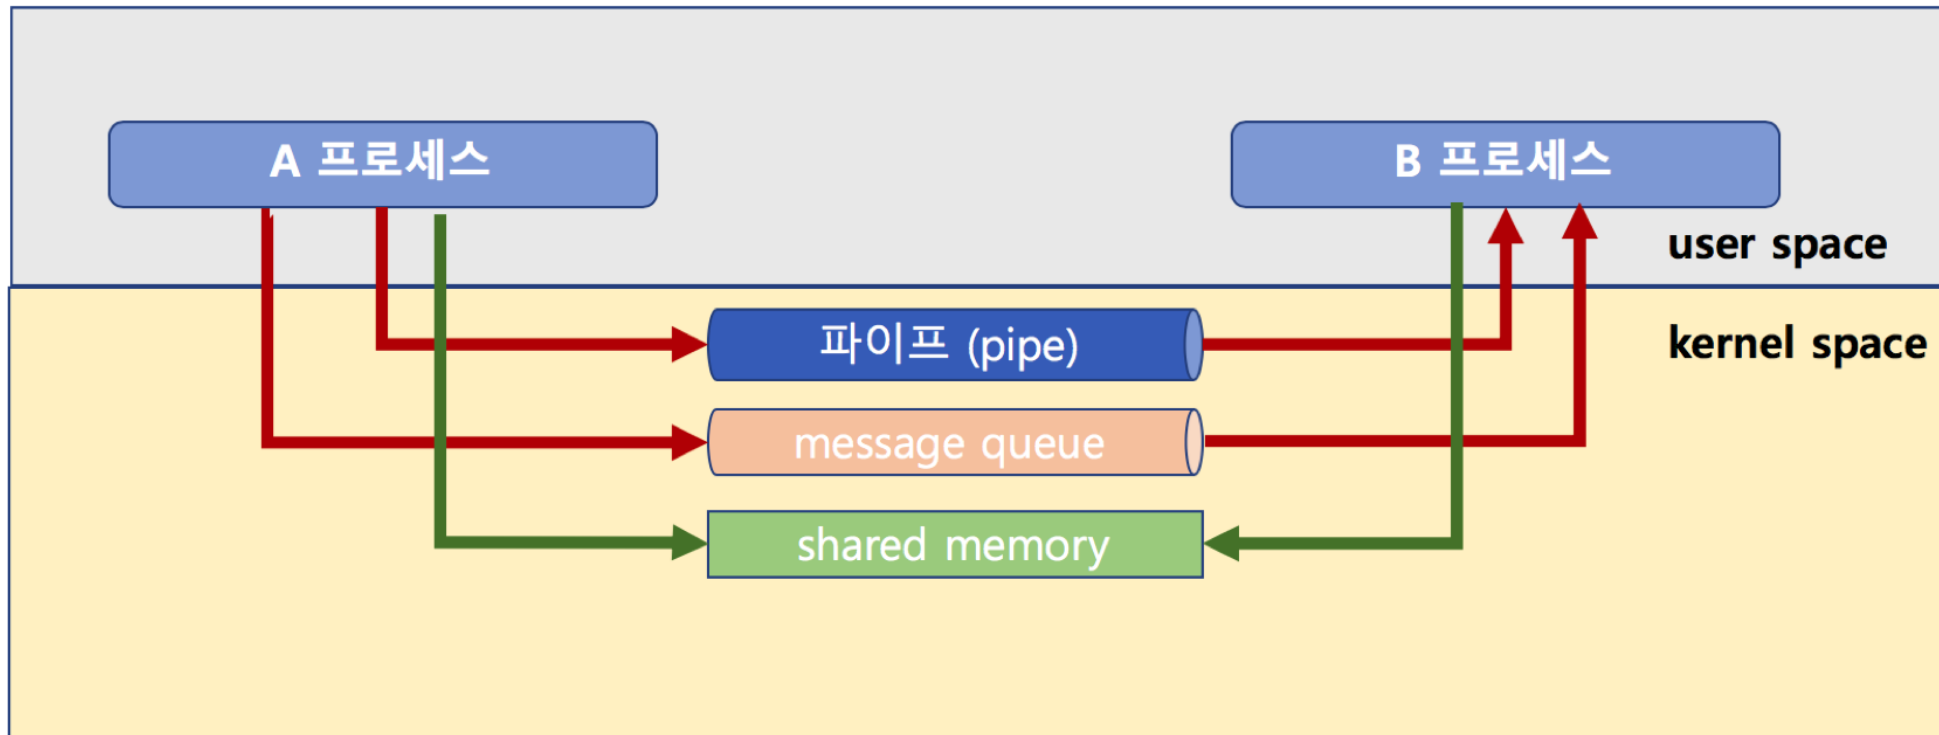 A 프로세스
B 프로세스
user space
파이프 (pipe)
kernel space
message queue
shared memory